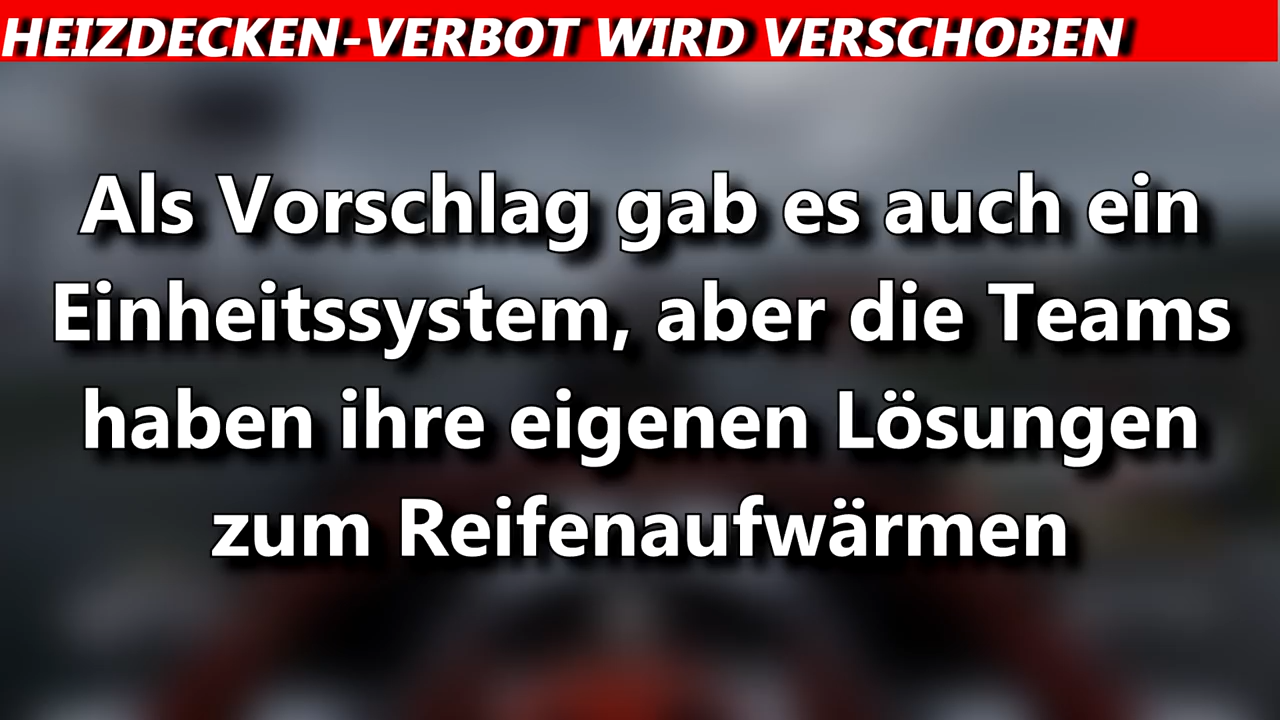 HEIZDECKEN-VERBOT WIRD VERSCHOBEN
Als Vorschlag gab es auch ein
Einheitssystem, aber die Teams
haben ihre eigenen Lösungen
zum Reifenaufwärmen